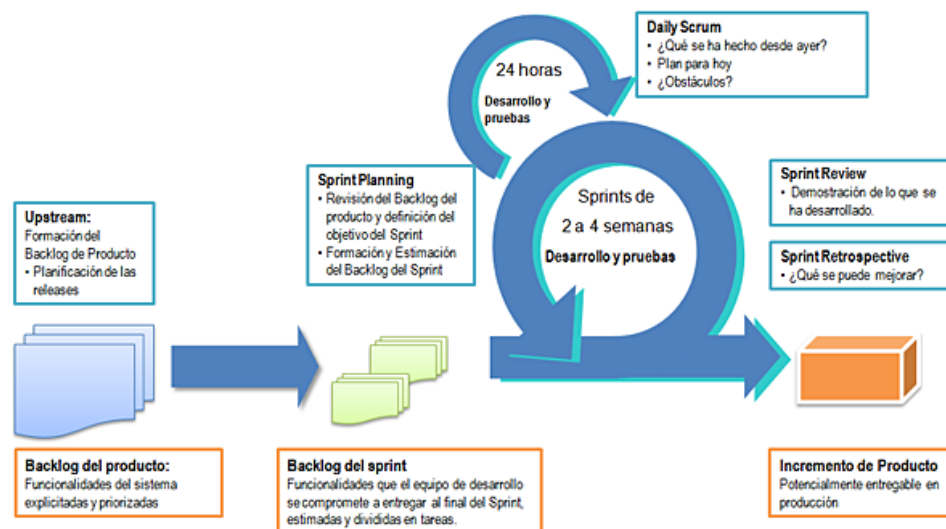 Daily Scrum
• ¿Qué se ha hecho desde ayer?
• Plan para hoy
• ¿Obstáculos?
24 horas
Desarrollo y
pruebas
Sprint Planning
• Revisión del Backlog del
producto y definición del
objetivo del Sprint
• Formación y Estimación
del Backlog del Sprint
Sprints de
2 a 4 semanas
Desarrollo y pruebas
Sprint Review
• Demostración de lo que se
ha desarrollado.
Sprint Retrospective
• ¿Qué se puede mejorar?
Upstream:
Formación del
Backlog de Producto
• Planificación de las
releases
Backlog del producto:
Funcionalidades del sistema
explicitadas y priorizadas
Backlog del sprint
Funcionalidades que el equipo de desarrollo
se compromete a entregar al final del Sprint,
estimadas y divididas en tareas.
Incremento de Producto
Potencialmente entregable en
producción